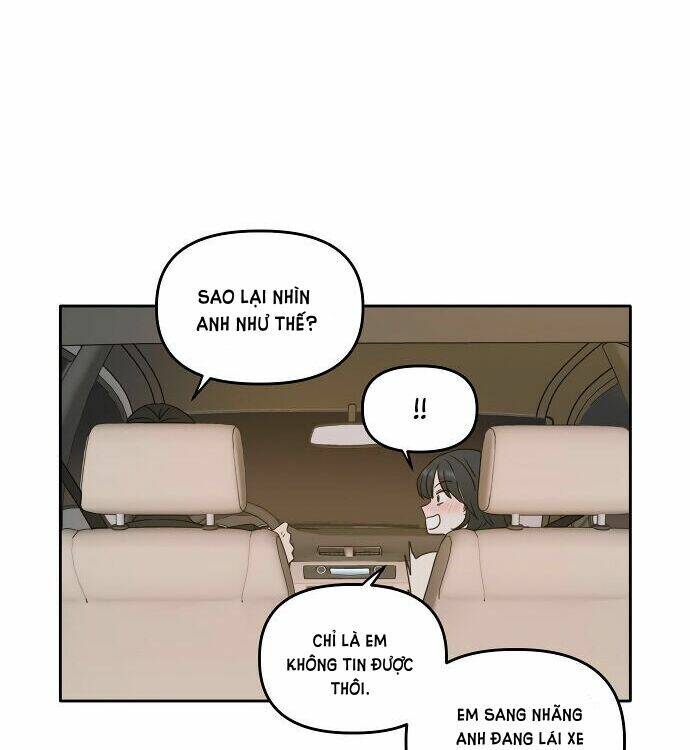 SAO LẠI NHÌN
ANH NHƯ THẾ?
!!
CHỈ LÀ EM
KHÔNG TIN ĐƯỢC
THÔI.
EM SANG NHÃNG
ANH ĐANG LÁI XE